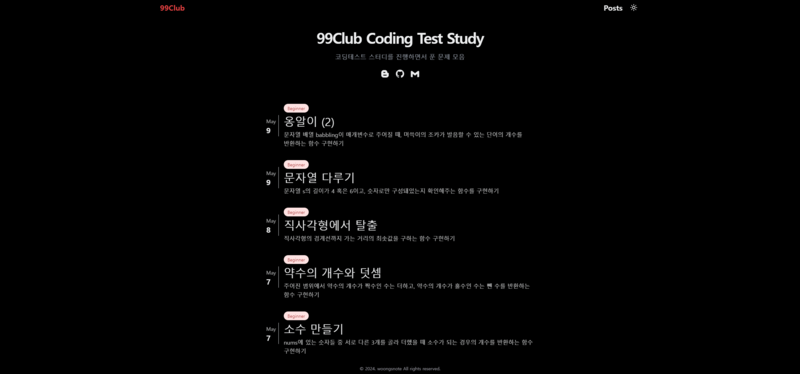 99Club
Posts
99Club Coding Test Study
코딩테스트 스터디를 진행하면서 푼 문제 모음
Beginner
May
9
옹알이 (2)
문자열 배열 babbling이 매개변수로 주어질 때, 머쓱이의 조카가 발음할 수 있는 단어의 개수를
반환하는 함수 구현하기
Beginner
May
9
문자열 다루기
문자열 s의 길이가 4 혹은 6이고, 숫자로만 구성돼있는지 확인해주는 함수를 구현하기
Beginner
May
8
직사각형에서 탈출
직사각형의 경계선까지 가는 거리의 최솟값을 구하는 함수 구현하기
Beginner
May
7
약수의 개수와 덧셈
주어진 범위에서 약수의 개수가 짝수인 수는 더하고, 약수의 개수가 홀수인 수는 뺀 수를 반환하는
함수 구현하기
Beginner
May
7
소수 만들기
nums에 있는 숫자들 중 서로 다른 3개를 골라 더했을 때 소수가 되는 경우의 개수를 반환하는 함수
구현하기
© 2024. All rights reserved.